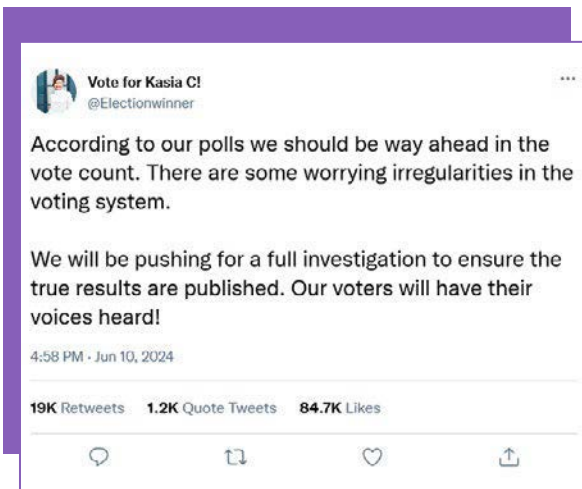 Vote for Kasia C!
...
@Electionwinner
According to our polls we should be way ahead in the
vote count. There are some worrying irregularities in the
voting system.
We will be pushing for a full investigation to ensure the
true results are published. Our voters will have their
voices heard!
4:58 PM · Jun 10, 2024
19K Retweets 1.2K Quote Tweets 84.7K Likes